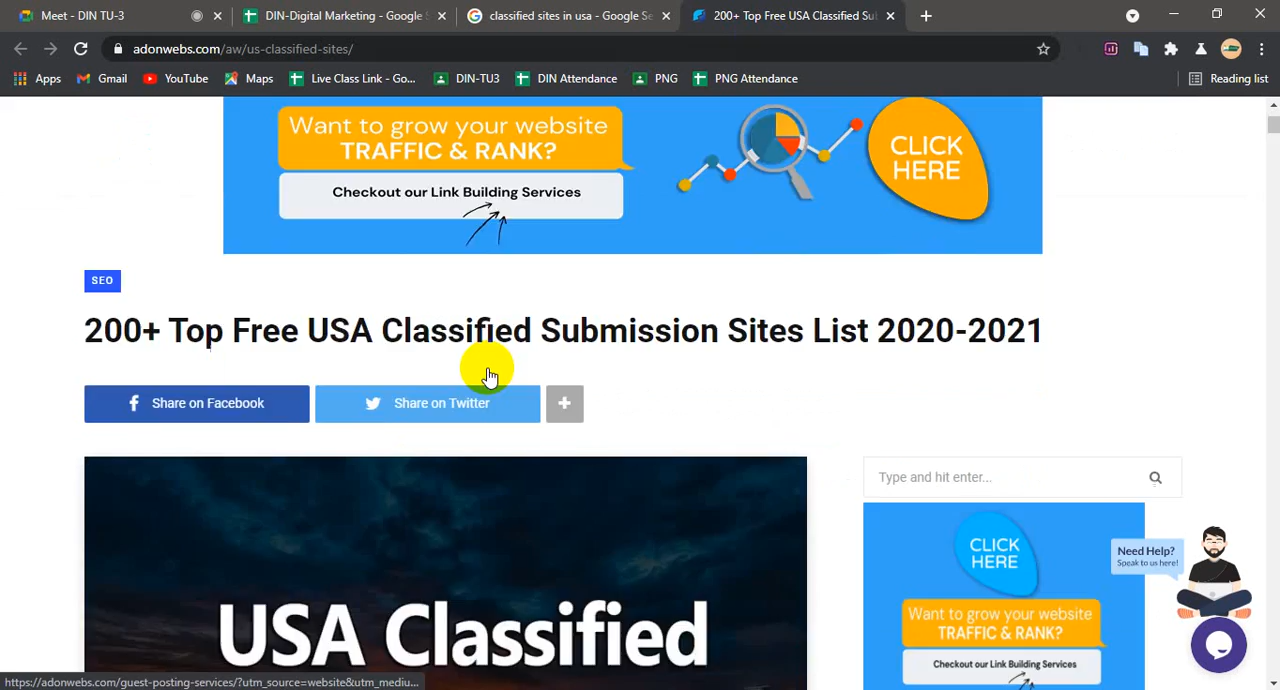 Meet - DIN TU-3
DIN-Digital Marketing - Google S
classified sites in usa - Google Se
200+ Top Free USA Classified Sub
adonwebs.com/aw/us-classified-sites/
Apps
Gmail
YouTube
Maps
Live Class Link - Go...
DIN-TU3
DIN Attendance
PNG
PNG Attendance
Reading list
Want to grow your website
TRAFFIC & RANK?
Checkout our Link Building Services
CLICK
HERE
SEO
200+ Top Free USA Classified Submission Sites List 2020-2021
Share on Facebook
Share on Twitter
Type and hit enter...
USA Classified
CLICK
HERE
Want to grow your website
TRAFFIC & RANK?
Checkout our Link Building Services
Need Help?
Speak to us here!
https://adonwebs.com/guest-posting-services/?utm_source=website&utm_mediu...